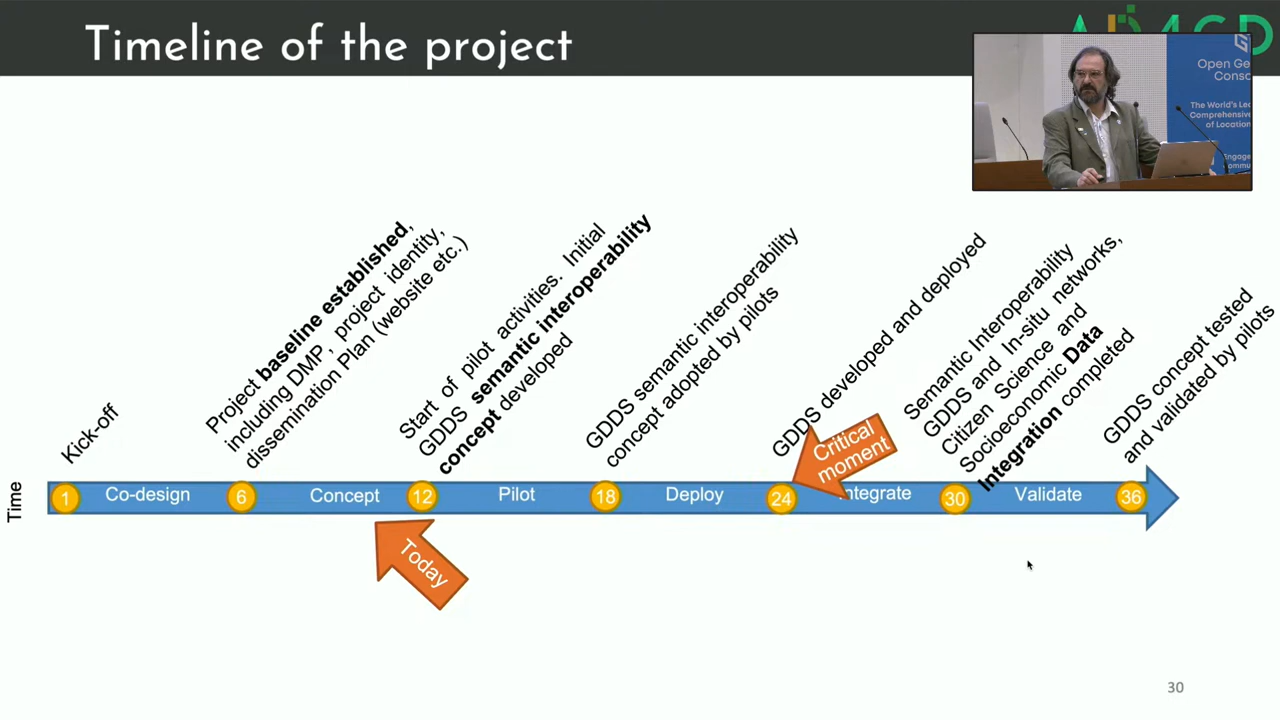 Timeline of the project
AD4GD
Open Ge
Conso
The World's Lea
Comprehensive
of Location
Engage
Commu
Kick-off
Project baseline established,
including DMP, project identity,
dissemination Plan (website etc.)
Start of pilot activities. Initial
GDDS semantic interoperability
concept developed
GDDS semantic interoperability
concept adopted by pilots
GDDS developed and deployed
Semantic Interoperability
GDDS and In-situ networks,
Citizen Science and
Socioeconomic Data
Integration completed
GDDS concept tested
and validated by pilots
Critical
moment
Time
1 Co-design 6 Concept 12 Pilot 18 Deploy 24 Integrate 30 Validate 36
Today
30